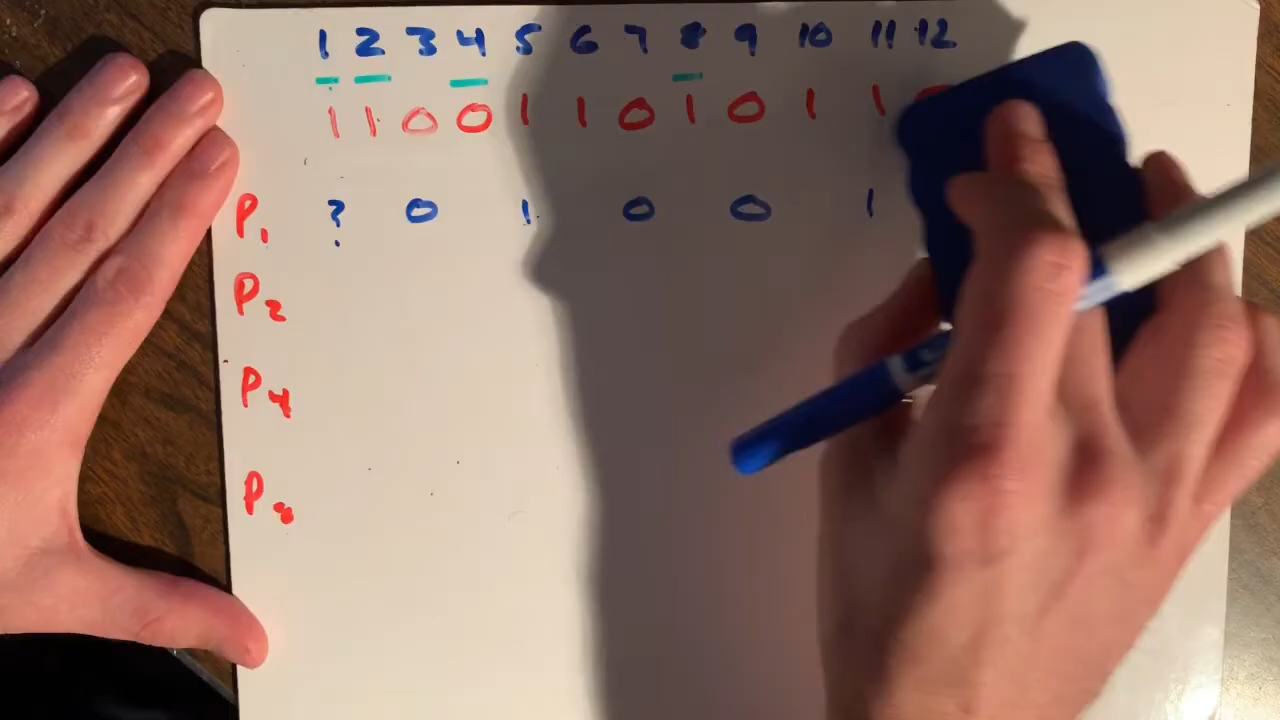 1 2 3 4 5 6 7 8 9 10 11 12
1 1 0 0 1 1 0 1 0 1 1
P1 ? 0 1 0 0 1
P2
P4
P8